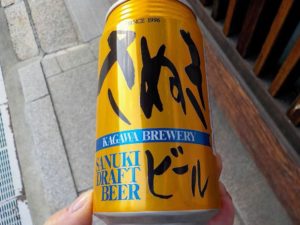 SINCE 1996
さぬき
KAGAWA BREWERY
SANUKI
DRAFT
BEER
ビール